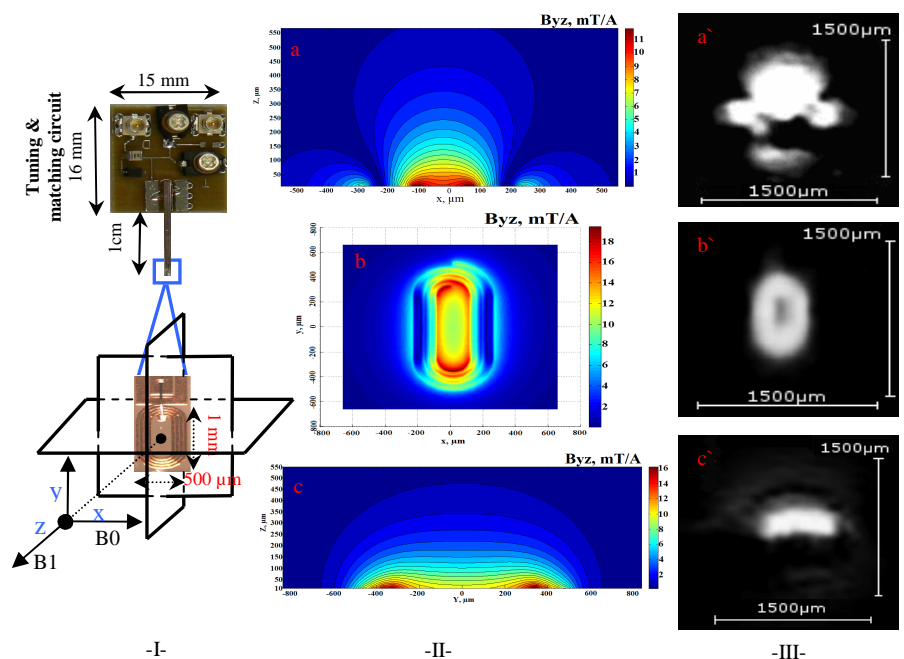 15 mm
Tuning &
matching circuit
16 mm
1cm
1 mm
500 µm
y
x
z
B0
B1
-I-
Byz, mT/A
a
Z, µm
550
500
450
400
350
300
250
200
150
100
50
-400 -300 -200 -100 0 100 200 300 400 500
x, µm
11
10
9
8
7
6
5
4
3
2
1
Byz, mT/A
b
y, µm
800
600
400
200
0
-200
-400
-600
-800
-800 -600 -400 -200 0 200 400 600 800
x, µm
18
16
14
12
10
8
6
4
2
Byz, mT/A
c
Z, µm
550
500
450
400
350
300
250
200
150
100
50
10
-800 -600 -400 -200 0 200 400 600 800
Y, µm
16
14
12
10
8
6
4
2
-II-
a`
1500µm
1500µm
b`
1500µm
1500µm
c`
1500µm
1500µm
-III-